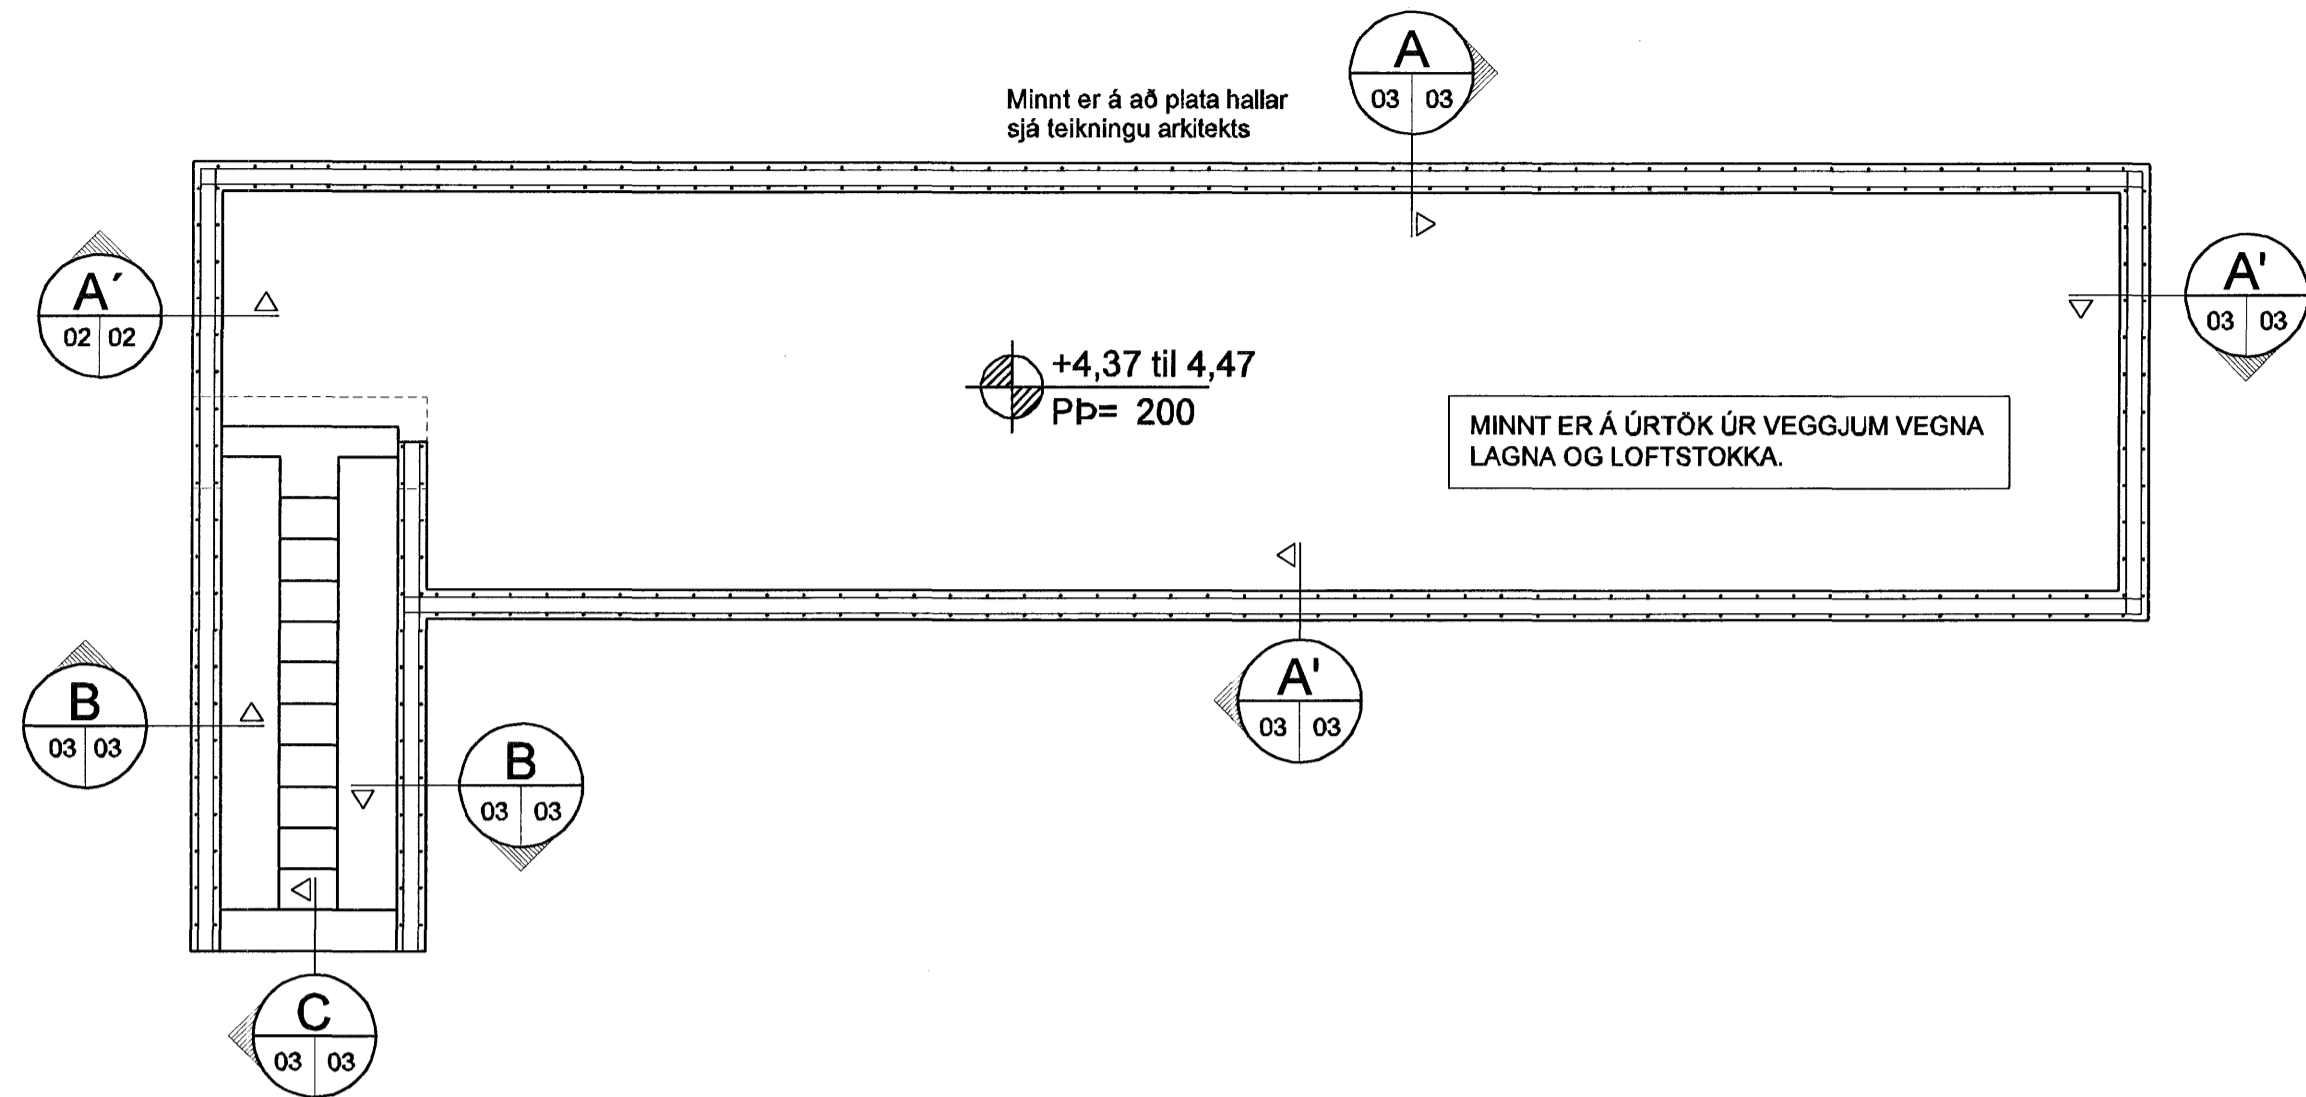 A
03 03
Minnt er á að plata hallar
sjá teikningu arkitekts
A´
02 02
A'
03 03
+4,37 til 4,47
PÞ= 200
MINNT ER Á ÚRTÖK ÚR VEGGJUM VEGNA
LAGNA OG LOFTSTOKKA.
B
03 03
B
03 03
A'
03 03
C
03 03